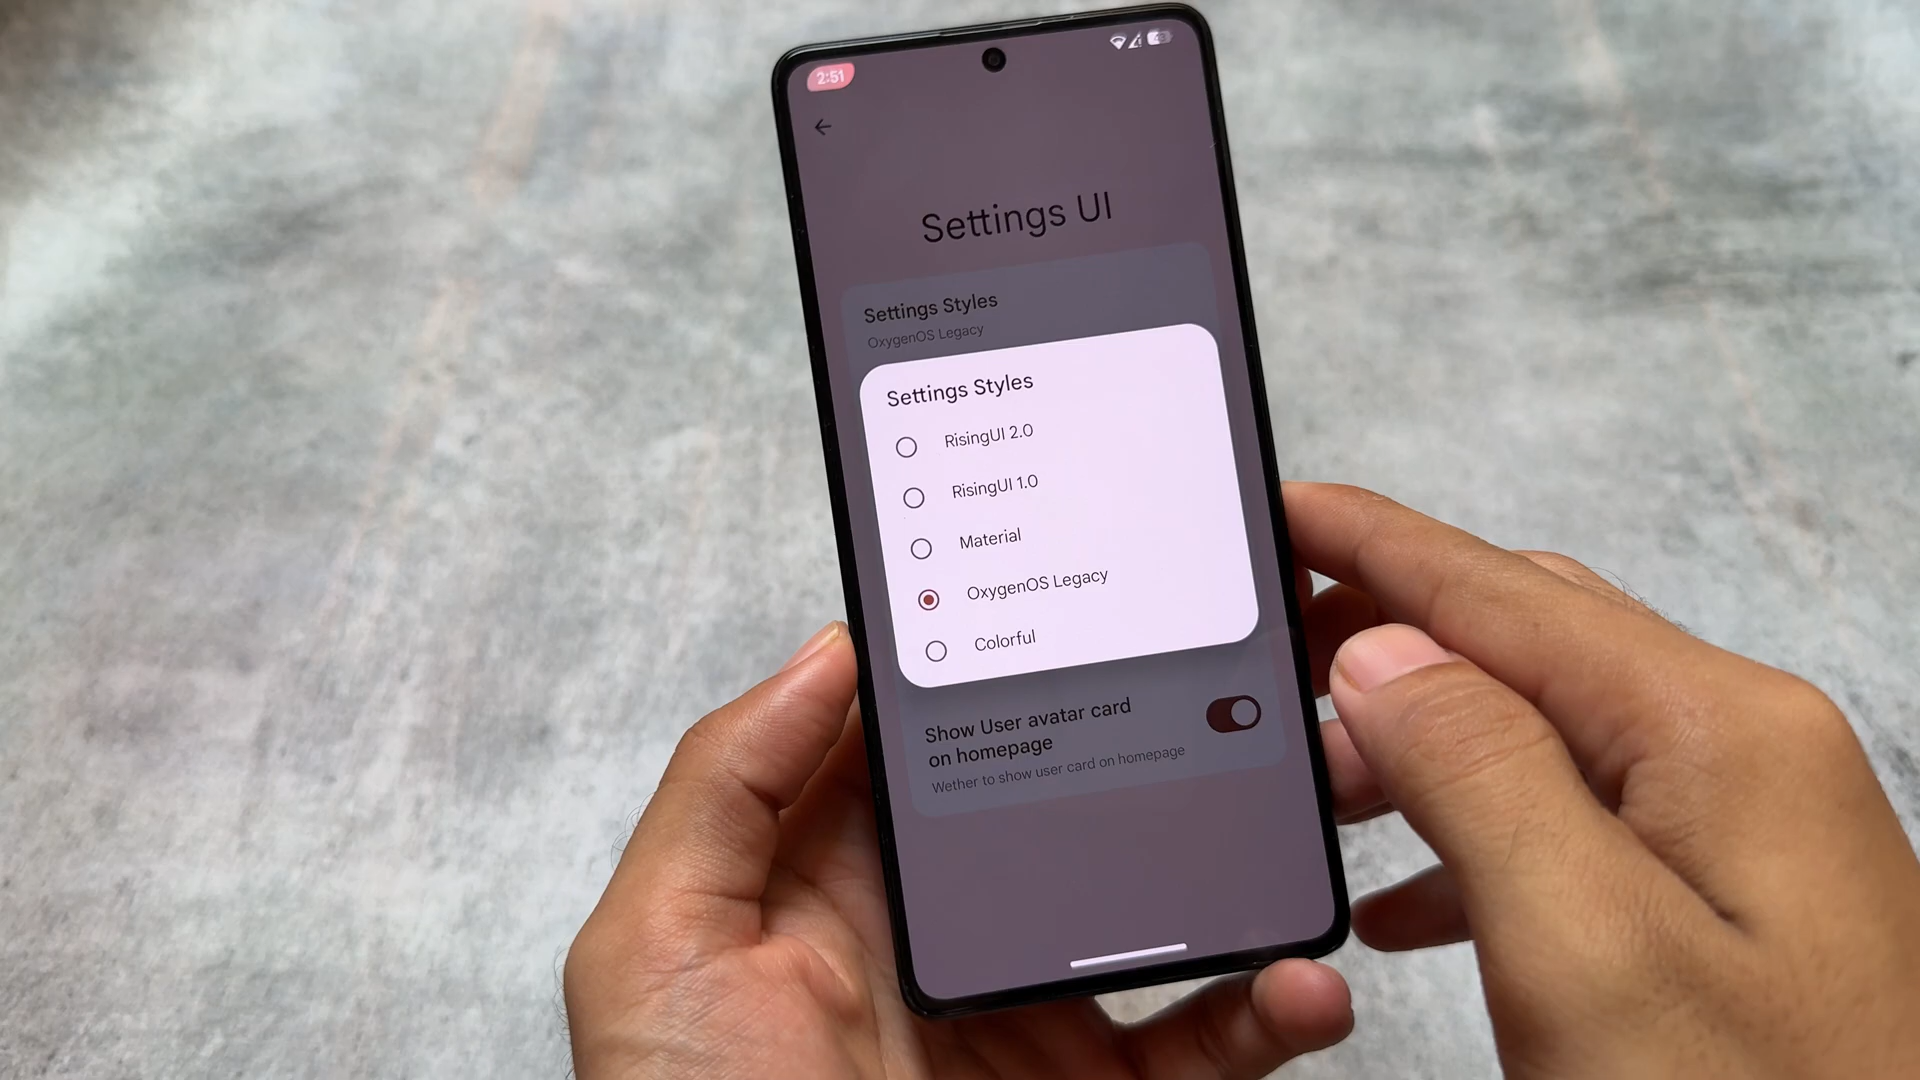 2:51
Settings UI
Settings Styles
OxygenOS Legacy
Settings Styles
RisingUI 2.0
RisingUI 1.0
Material
OxygenOS Legacy
Colorful
Show User avatar card
on homepage
Wether to show user card on homepage